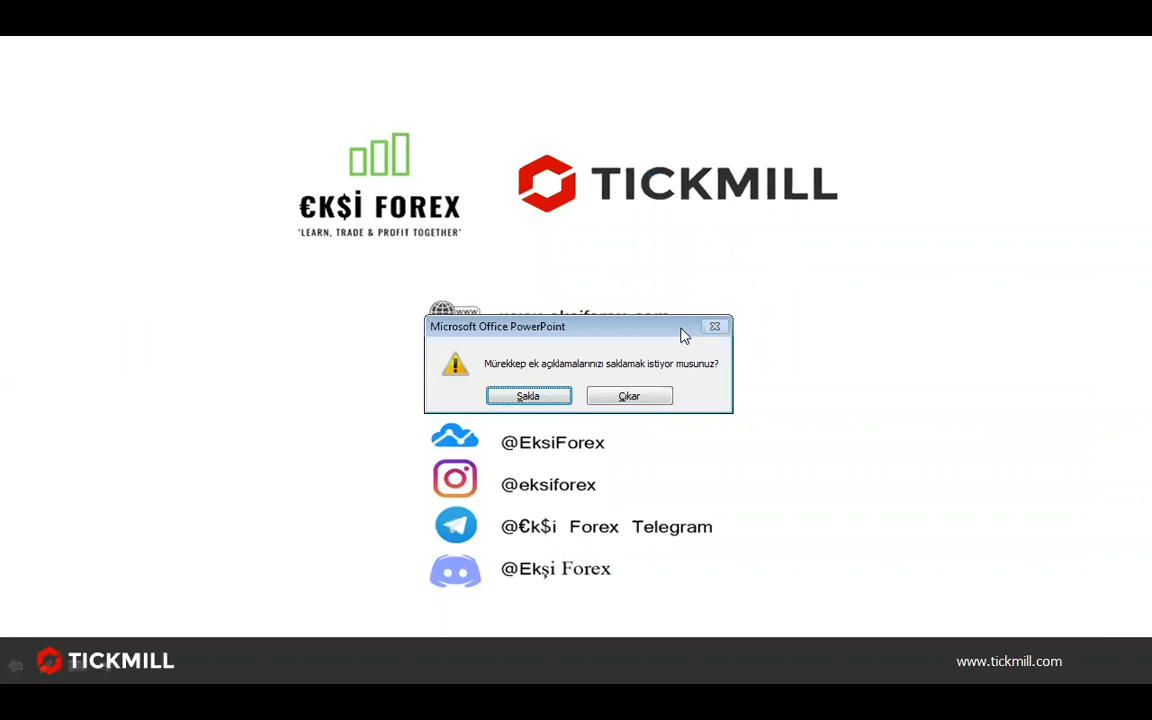 €K$İ FOREX
'LEARN, TRADE & PROFIT TOGETHER'
TICKMILL
www
Microsoft Office PowerPoint
Mürekkep ek açıklamalarınızı saklamak istiyor musunuz?
Sakla
Çıkar
@EksiForex
@eksiforex
@€k$i Forex Telegram
@Ekşi Forex
TICKMILL
www.tickmill.com